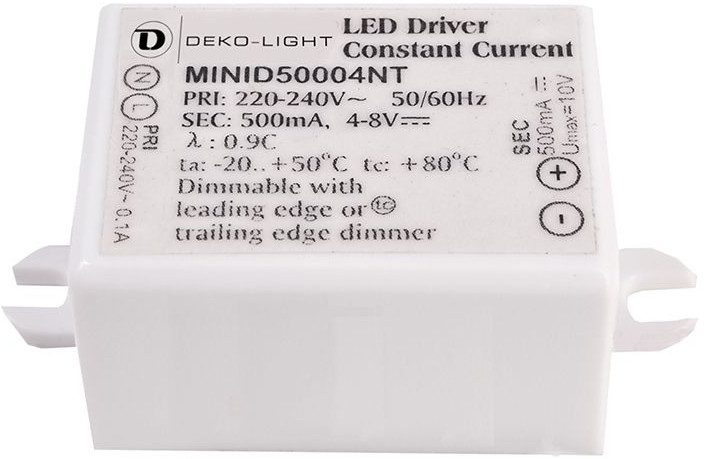 D DEKO-LIGHT
LED Driver
Constant Current
MINID50004NT
PRI: 220-240V~ 50/60Hz
SEC: 500mA, 4-8V⎓
λ : 0.9C
ta: -20..+50°C tc: +80°C
Dimmable with
leading edge or tc
trailing edge dimmer
N
L
PRI
220-240V~ 0.1A
SEC
500mA ⎓
Umax=10V
+
-